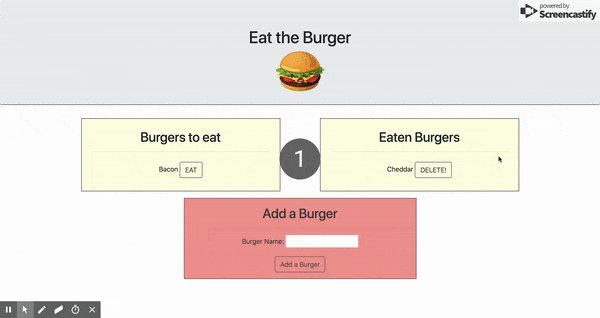 powered by
Screencastify
Eat the Burger
Burgers to eat
Bacon EAT
1
Eaten Burgers
Cheddar DELETE!
Add a Burger
Burger Name:
Add a Burger